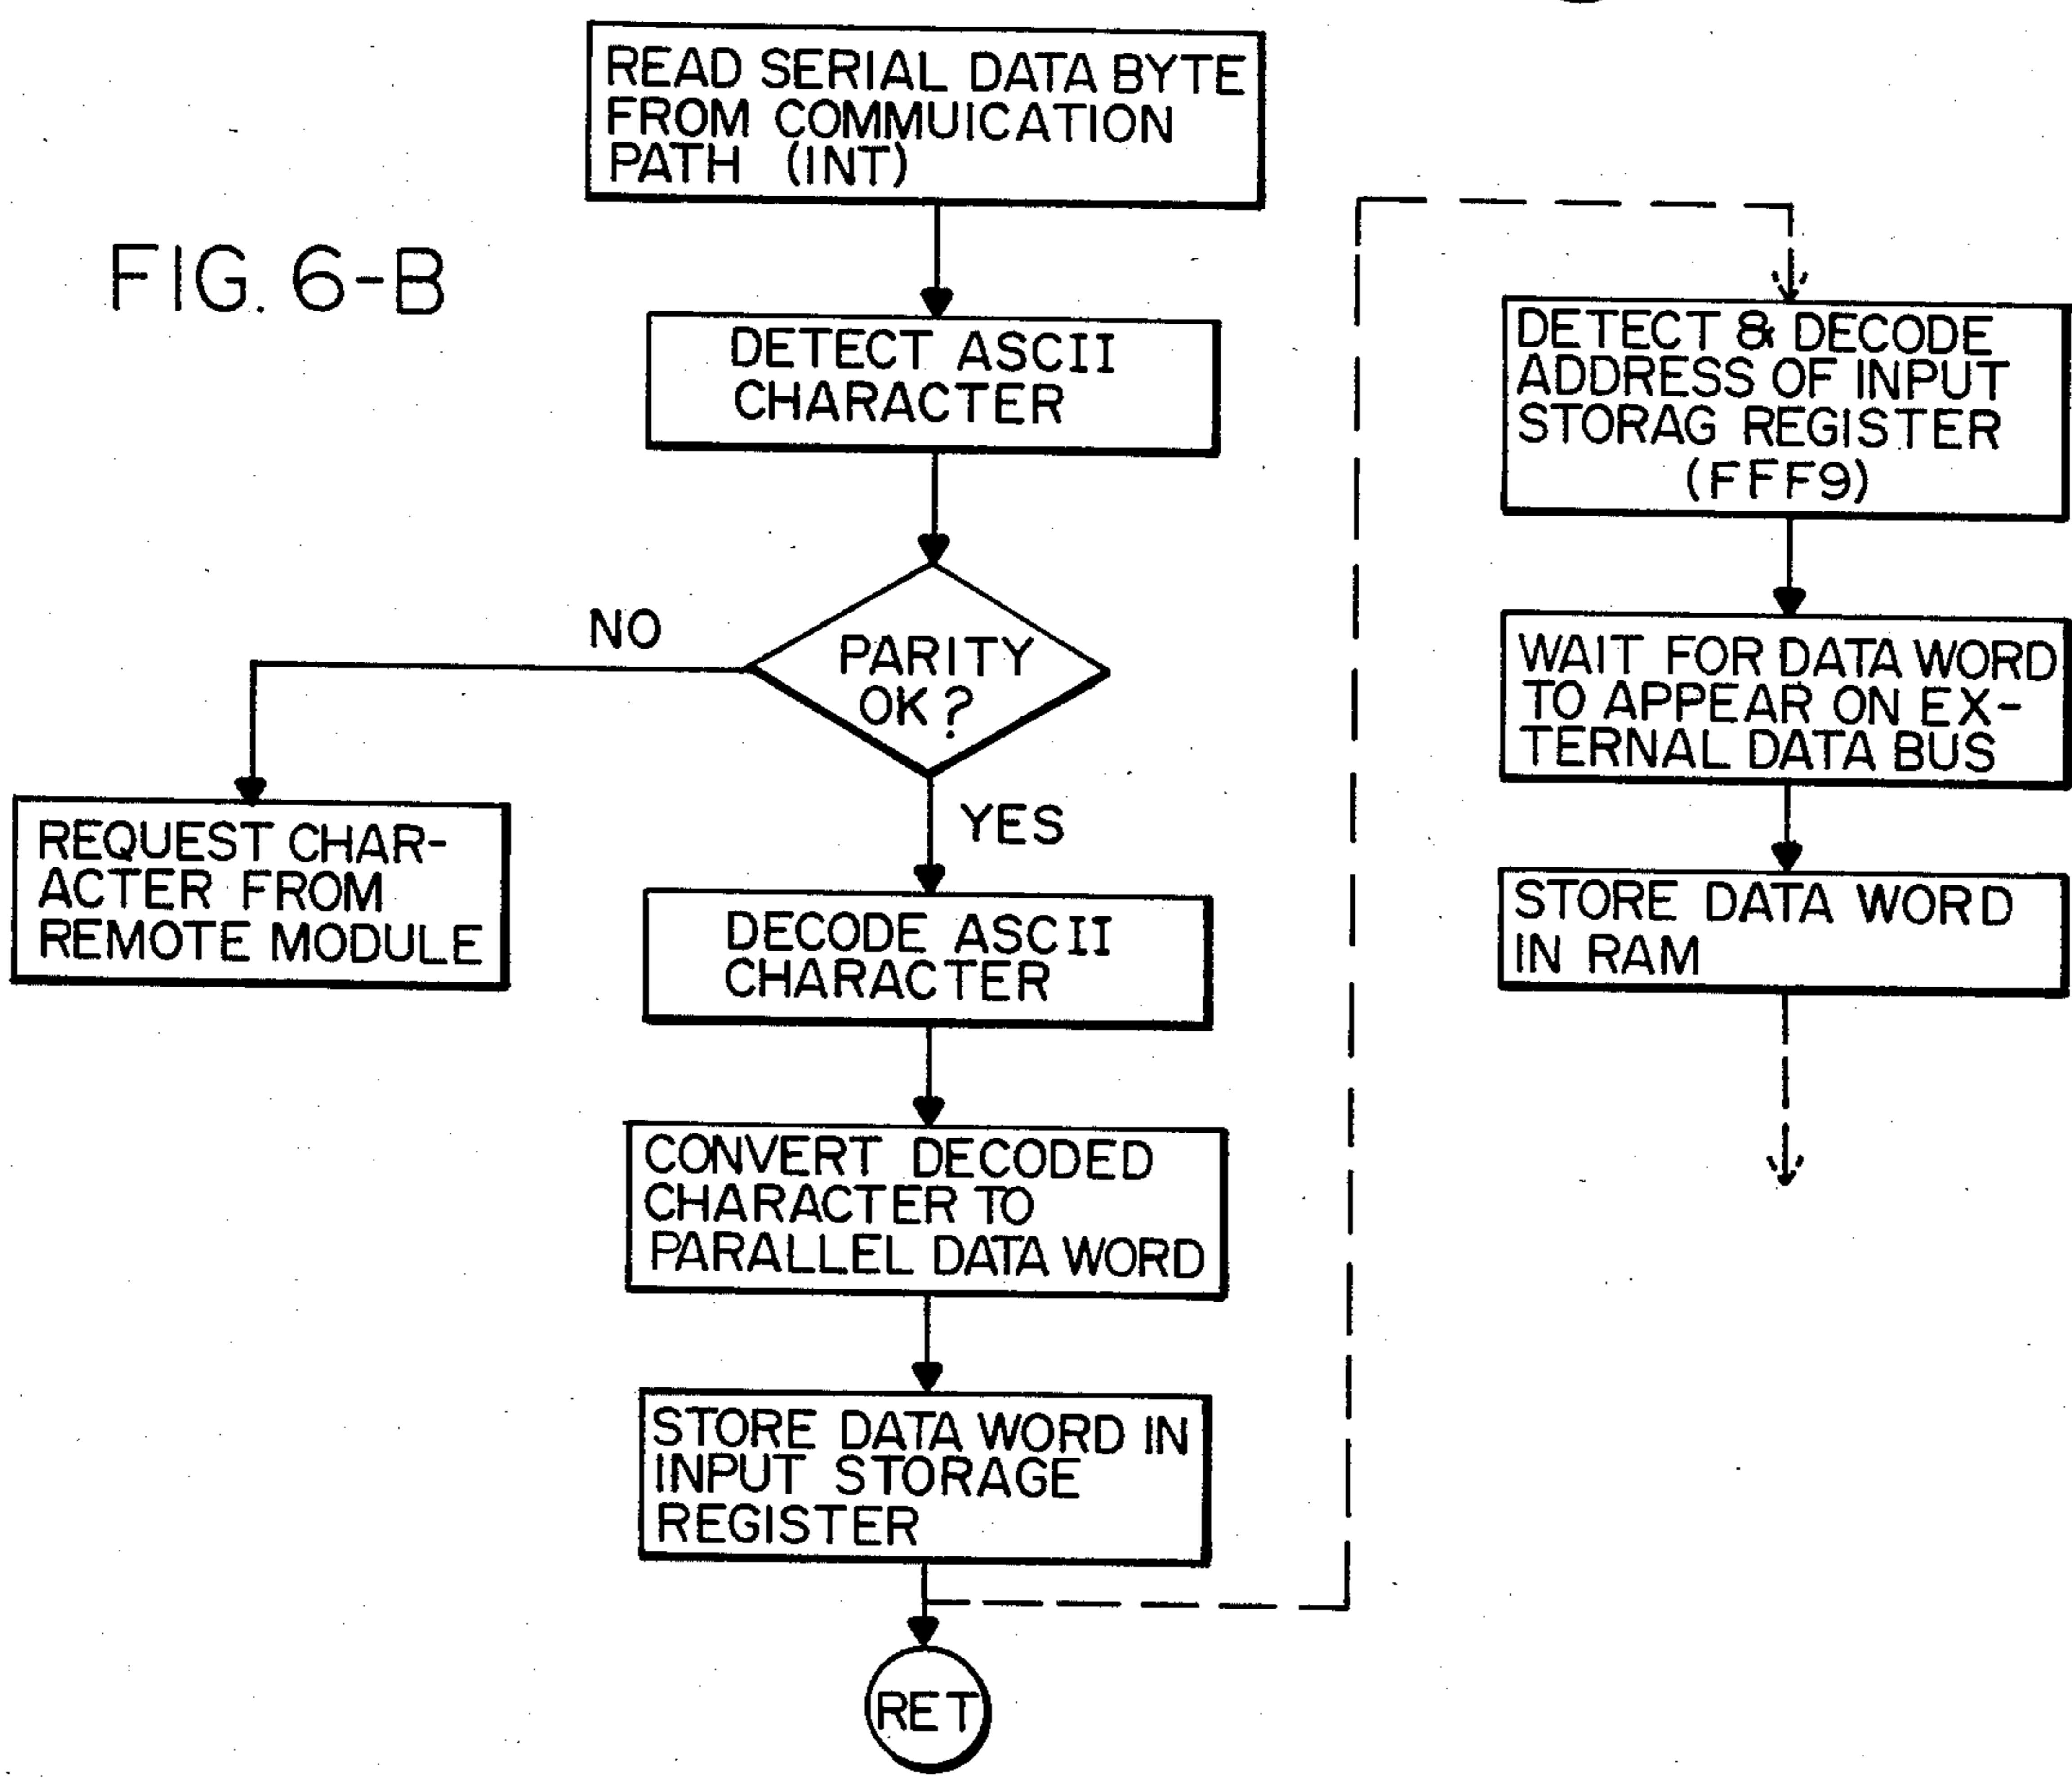 READ SERIAL DATA BYTE
FROM COMMUICATION
PATH (INT)
FIG. 6-B
DETECT ASCII
CHARACTER
PARITY
OK?
NO
YES
REQUEST CHAR-
ACTER FROM
REMOTE MODULE
DECODE ASCII
CHARACTER
CONVERT DECODED
CHARACTER TO
PARALLEL DATA WORD
STORE DATA WORD IN
INPUT STORAGE
REGISTER
RET
DETECT & DECODE
ADDRESS OF INPUT
STORAG REGISTER
(FFF9)
WAIT FOR DATA WORD
TO APPEAR ON EX-
TERNAL DATA BUS
STORE DATA WORD
IN RAM